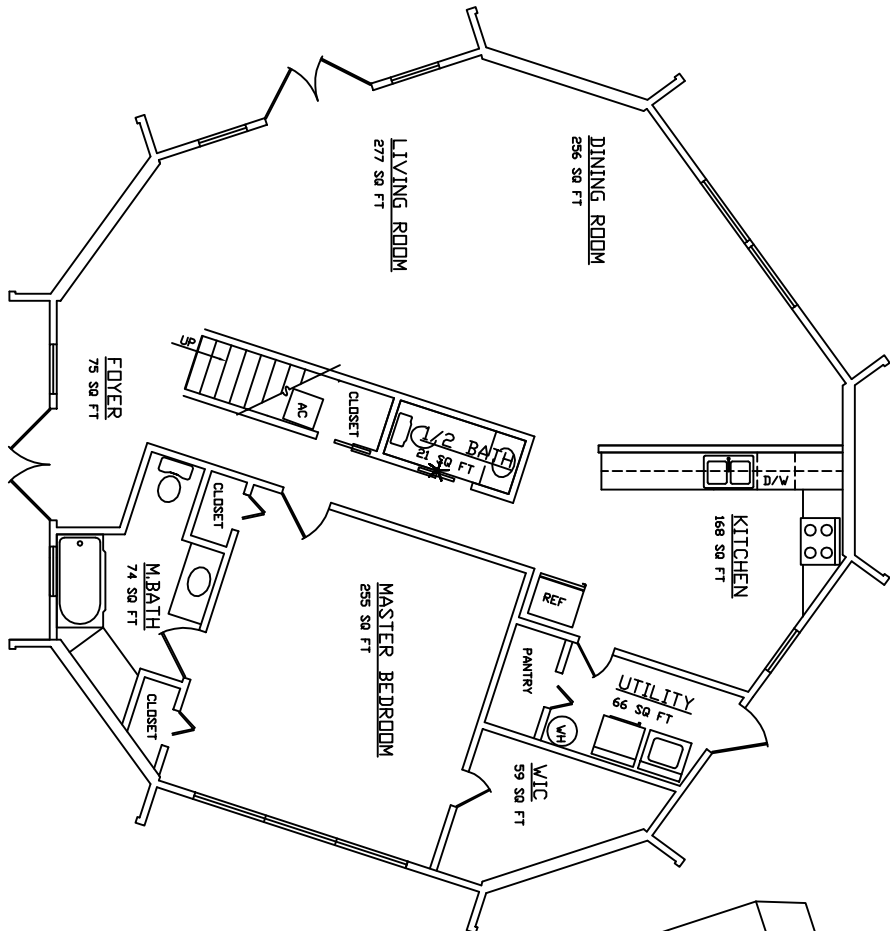 LIVING ROOM
277 SQ FT
DINING ROOM
256 SQ FT
UP
FOYER
75 SQ FT
AC
CLOSET
1/2 BATH
21 SQ FT
D/W
KITCHEN
168 SQ FT
CLOSET
M.BATH
74 SQ FT
MASTER BEDROOM
255 SQ FT
REF
PANTRY
UTILITY
66 SQ FT
WH
CLOSET
WIC
59 SQ FT